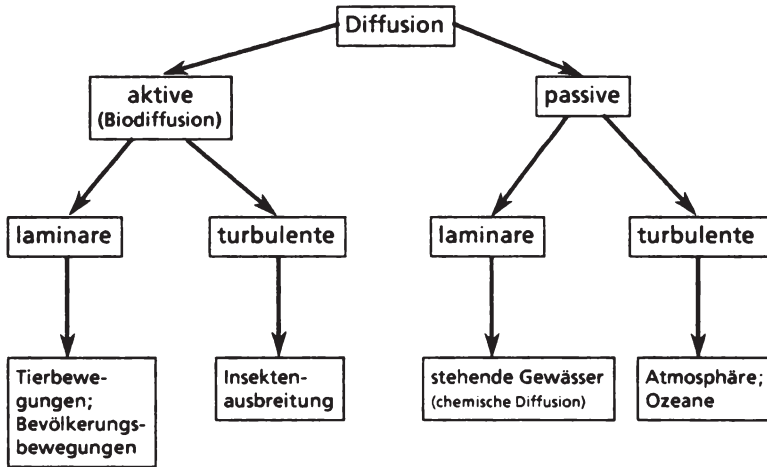 Diffusion
aktive
(Biodiffusion)
passive
laminare
turbulente
laminare
turbulente
Tierbewe-
gungen;
Bevölkerungs-
bewegungen
Insekten-
ausbreitung
stehende Gewässer
(chemische Diffusion)
Atmosphäre;
Ozeane